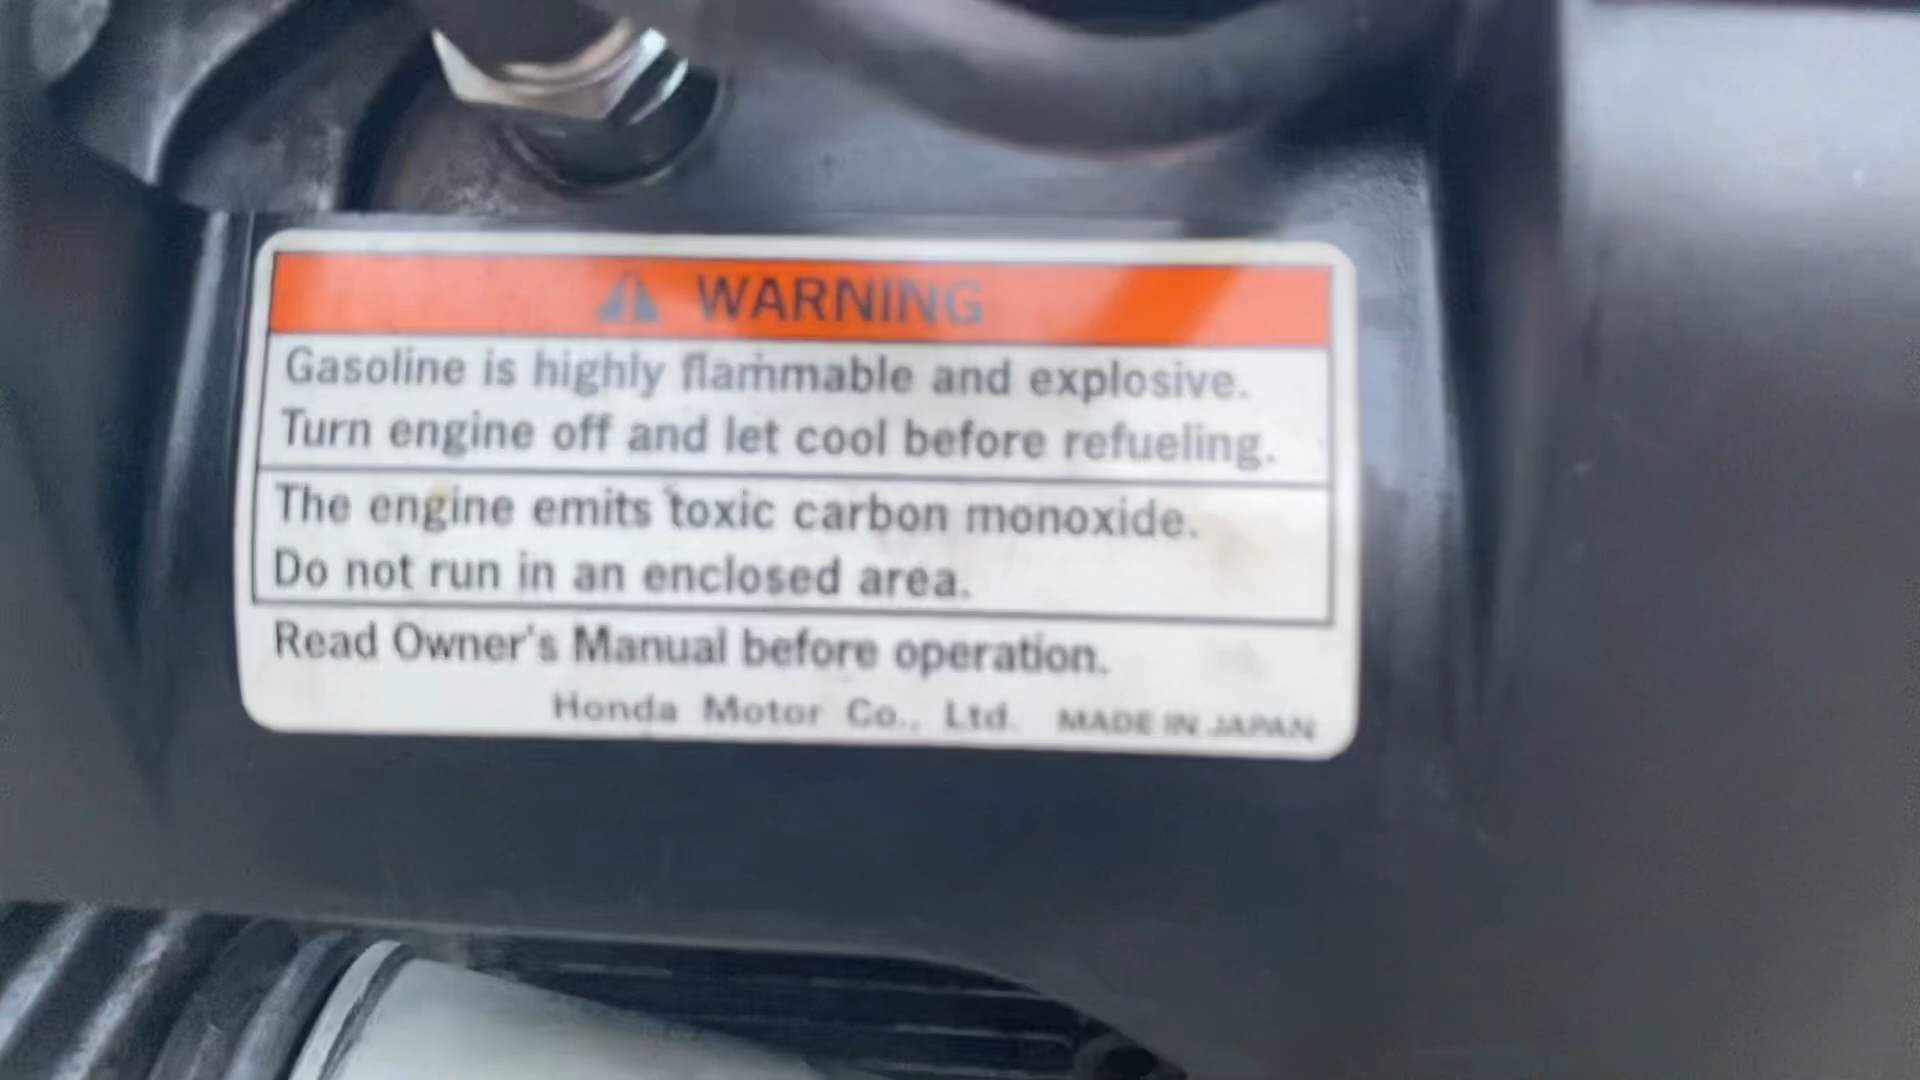 WARNING
Gasoline is highly flammable and explosive.
Turn engine off and let cool before refueling.
The engine emits toxic carbon monoxide.
Do not run in an enclosed area.
Read Owner's Manual before operation.
Honda Motor Co., Ltd. MADE IN JAPAN